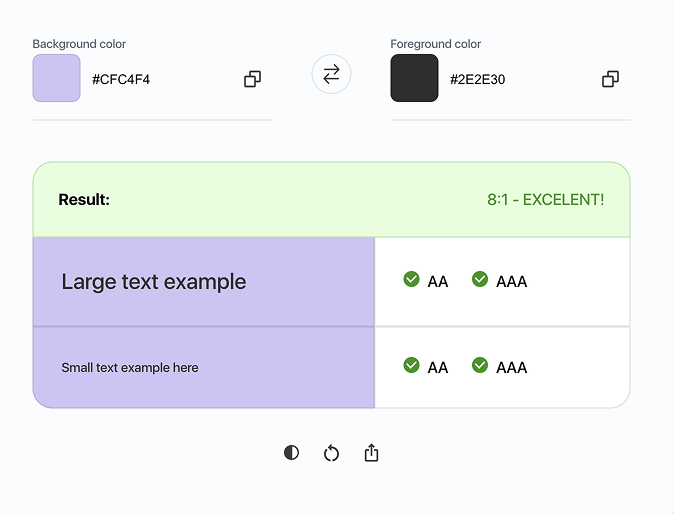 Background color
Foreground color
#CFC4F4
#2E2E30
Result:
8:1 - EXCELENT!
Large text example
AA
AAA
Small text example here
AA
AAA